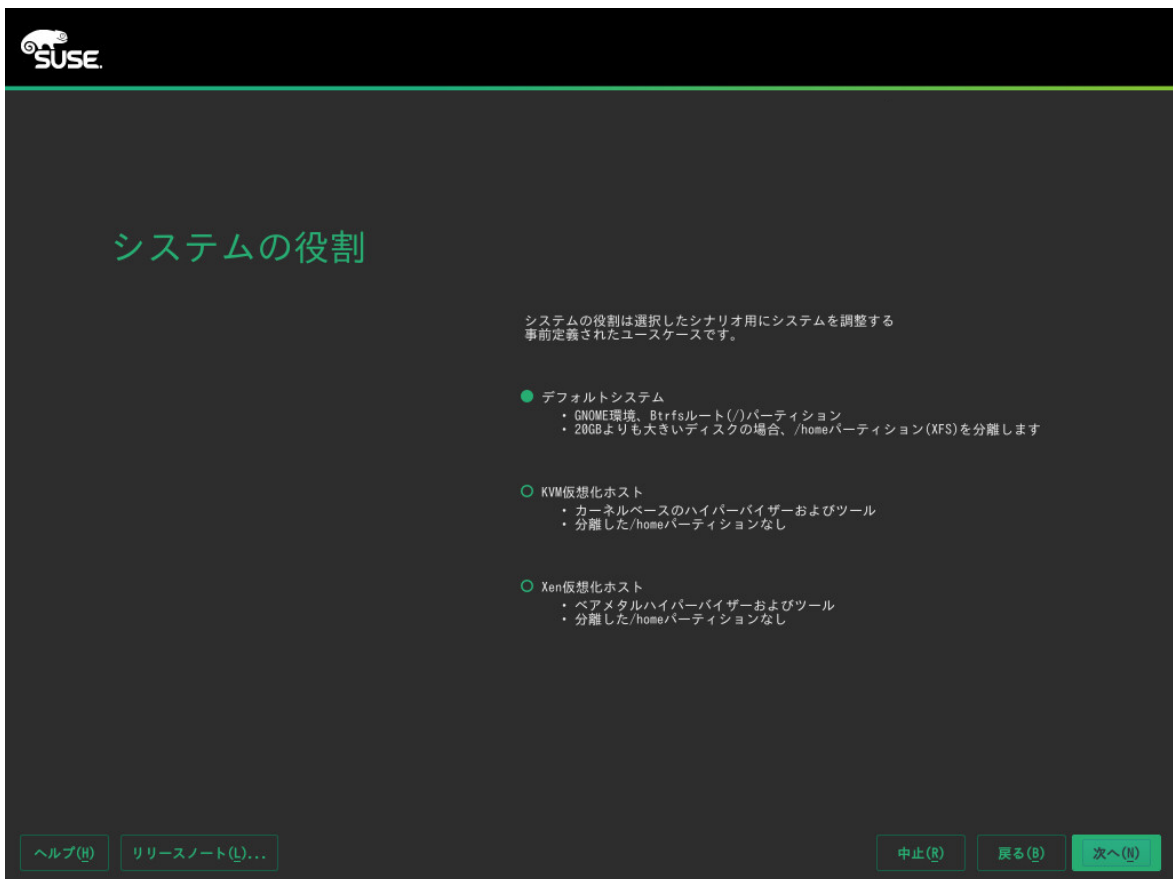 SUSE.
システムの役割
システムの役割は選択したシナリオ用にシステムを調整する
事前定義されたユースケースです。
デフォルトシステム
・ GNOME環境、Btrfsルート(/)パーティション
・ 20GBよりも大きいディスクの場合、/homeパーティション(XFS)を分離します
KVM仮想化ホスト
・ カーネルベースのハイパーバイザーおよびツール
・ 分離した/homeパーティションなし
Xen仮想化ホスト
・ ベアメタルハイパーバイザーおよびツール
・ 分離した/homeパーティションなし
ヘルプ(H) リリースノート(L)... 中止(R) 戻る(B) 次へ(N)